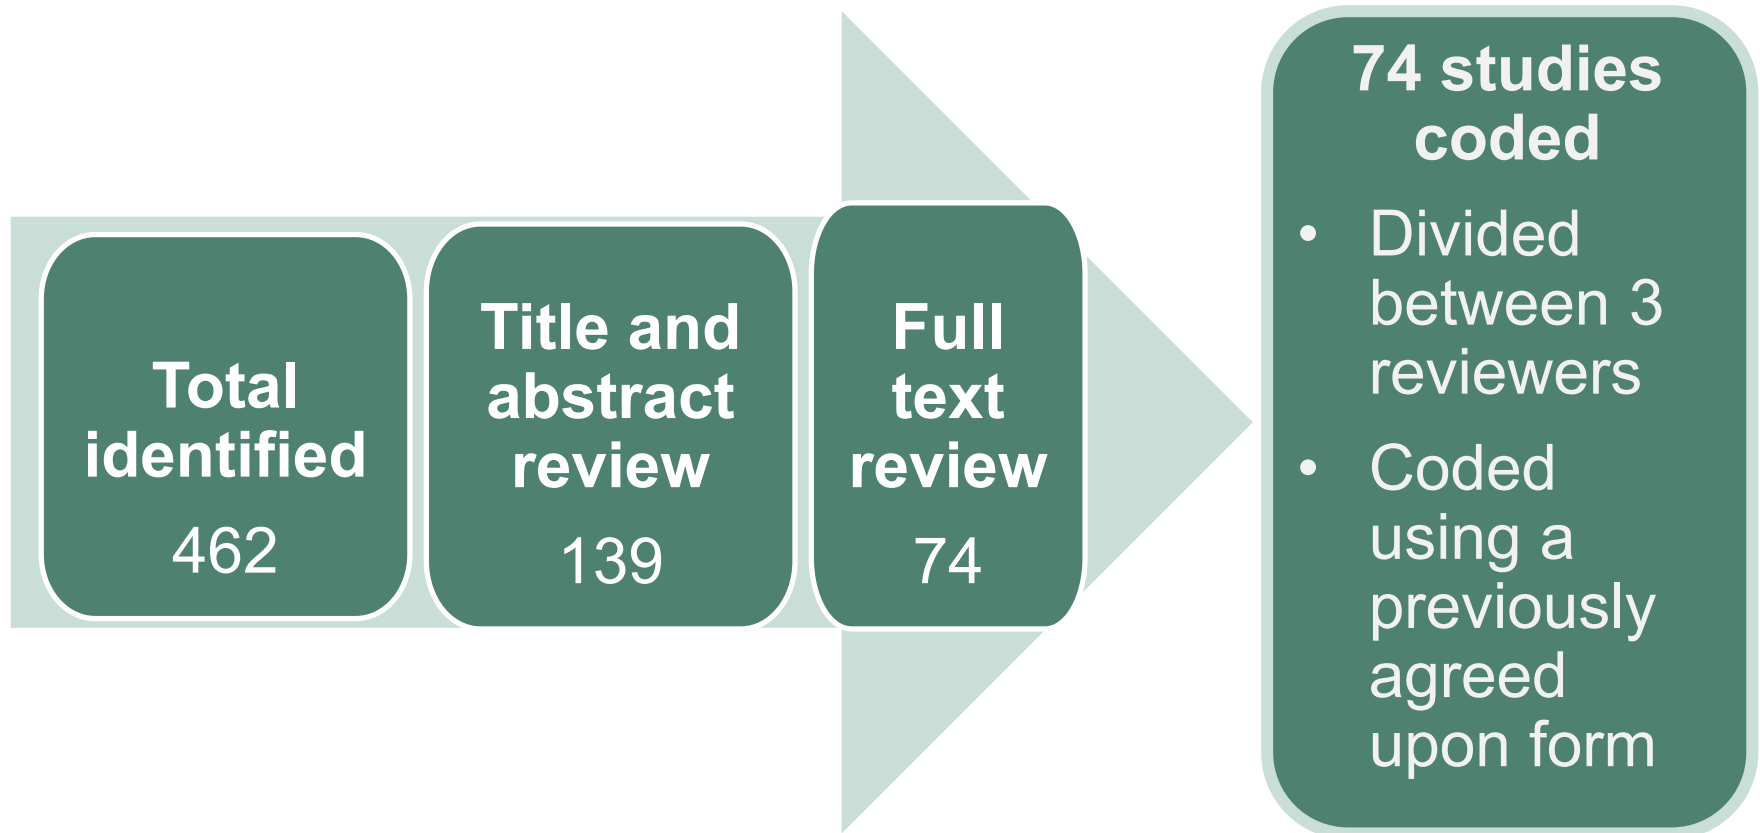 Total
identified
462
Title and
abstract
review
139
Full
text
review
74
74 studies
coded
• Divided
between 3
reviewers
• Coded
using a
previously
agreed
upon form